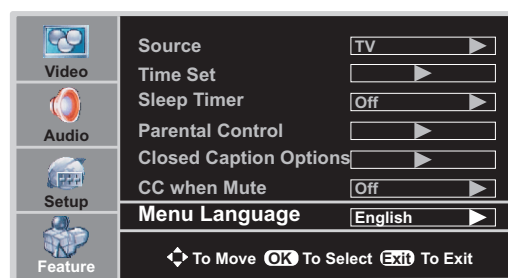 Video
Audio
Setup
Feature
Source TV
Time Set
Sleep Timer Off
Parental Control
Closed Caption Options
CC when Mute Off
Menu Language English
To Move OK To Select Exit To Exit